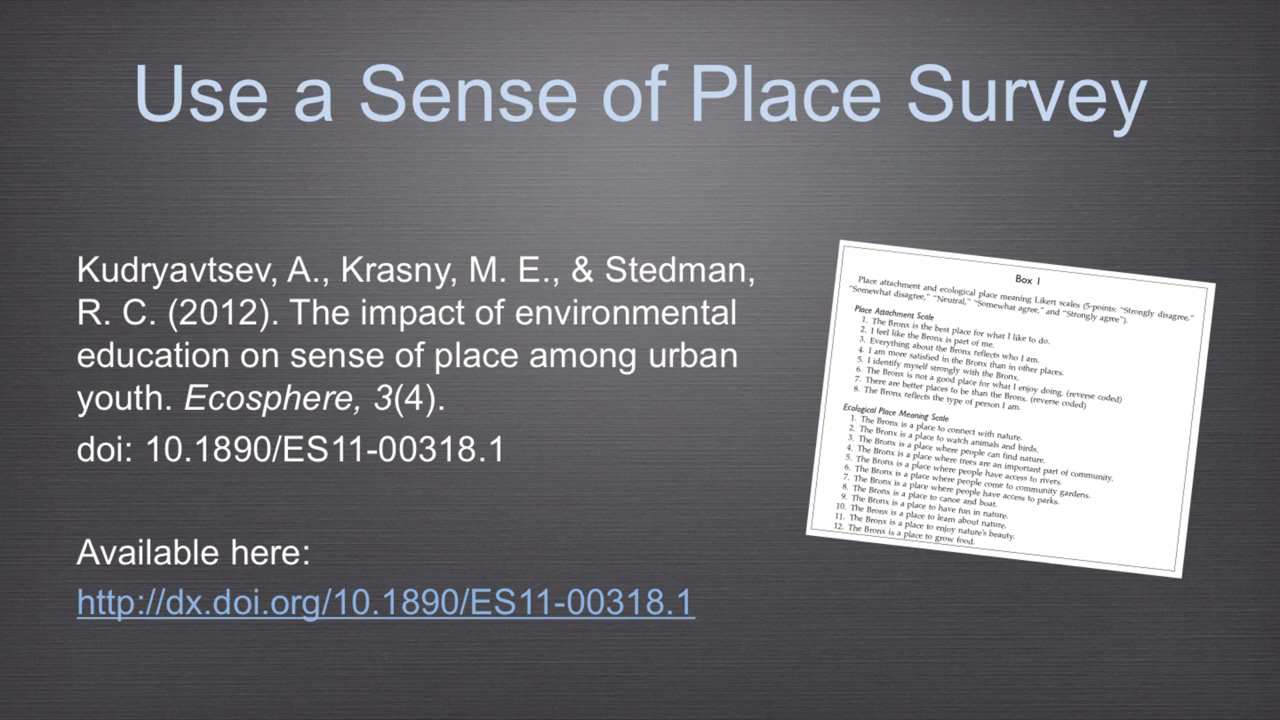 Use a Sense of Place Survey
Kudryavtsev, A., Krasny, M. E., & Stedman,
R. C. (2012). The impact of environmental
education on sense of place among urban
youth. Ecosphere, 3(4).
doi: 10.1890/ES11-00318.1
Available here:
http://dx.doi.org/10.1890/ES11-00318.1
Box 1
Place attachment and ecological place meaning Likert scales (5-points: "Strongly disagree,"
"Somewhat disagree," "Neutral," "Somewhat agree," and "Strongly agree").
Place Attachment Scale
1. The Bronx is the best place for what I like to do.
2. I feel like the Bronx is part of me.
3. Everything about the Bronx reflects who I am.
4. I am more satisfied in the Bronx than in other places.
5. I identify myself strongly with the Bronx.
6. The Bronx is not a good place for what I enjoy doing. (reverse coded)
7. There are better places to be than the Bronx. (reverse coded)
8. The Bronx reflects the type of person I am.
Ecological Place Meaning Scale
1. The Bronx is a place to connect with nature.
2. The Bronx is a place to watch animals and birds.
3. The Bronx is a place where people can find nature.
4. The Bronx is a place where trees are an important part of community.
5. The Bronx is a place where people have access to rivers.
6. The Bronx is a place where people come to community gardens.
7. The Bronx is a place where people have access to parks.
8. The Bronx is a place to canoe and boat.
9. The Bronx is a place to have fun in nature.
10. The Bronx is a place to learn about nature.
11. The Bronx is a place to enjoy nature's beauty.
12. The Bronx is a place to grow food.